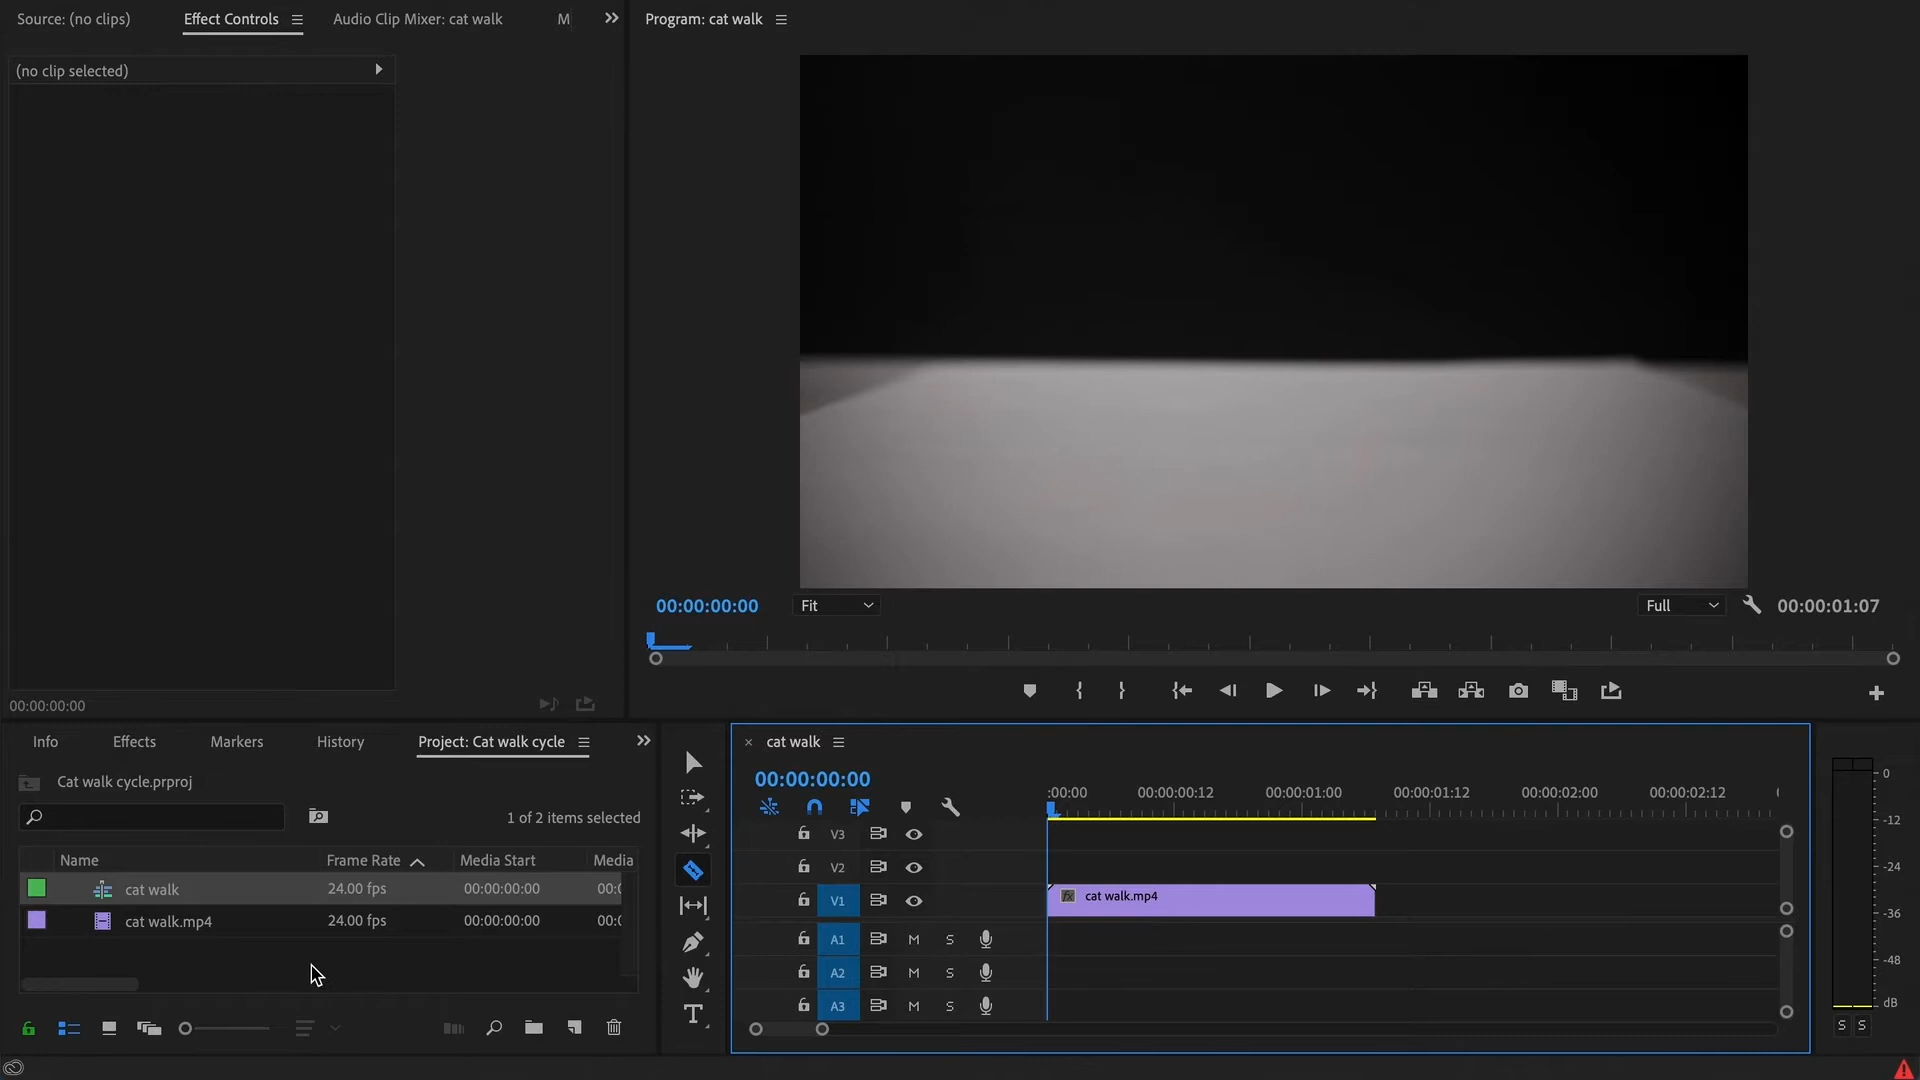 Source: (no clips)
Effect Controls
Audio Clip Mixer: cat walk
M
Program: cat walk
(no clip selected)
00:00:00:00
Fit
Full
00:00:01:07
00:00:00:00
Info
Effects
Markers
History
Project: Cat walk cycle
cat walk
Cat walk cycle.prproj
00:00:00:00
1 of 2 items selected
:00:00
00:00:00:12
00:00:01:00
00:00:01:12
00:00:02:00
00:00:02:12
Name
Frame Rate
Media Start
Media
cat walk
24.00 fps
00:00:00:00
cat walk.mp4
24.00 fps
00:00:00:00
V3
V2
V1
fx
cat walk.mp4
A1
M
S
A2
M
S
A3
M
S
T
0
-12
-24
-36
-48
dB
S
S